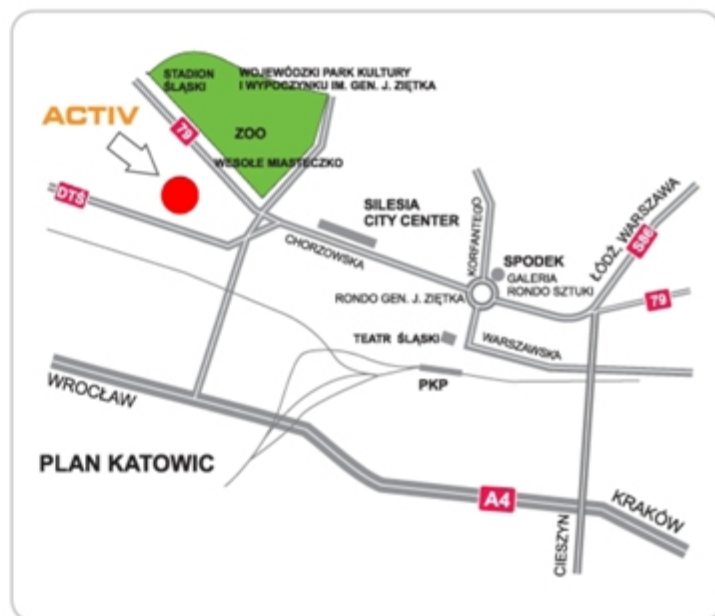 STADION
ŚLĄSKI
WOJEWÓDZKI PARK KULTURY
I WYPOCZYNKU IM. GEN. J. ZIĘTKA
ACTIV
79
ZOO
WESOŁE MIASTECZKO
DTŚ
SILESIA
CITY CENTER
CHORZOWSKA
KORFANTEGO
SPODEK
GALERIA
RONDO SZTUKI
ŁÓDŹ, WARSZAWA
S86
79
RONDO GEN. J. ZIĘTKA
TEATR ŚLĄSKI
WARSZAWSKA
PKP
WROCŁAW
PLAN KATOWIC
A4
KRAKÓW
CIESZYN